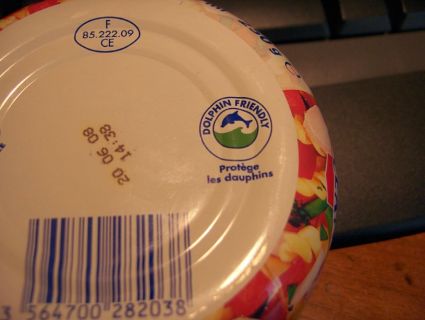 F
85.222.09
CE
DOLPHIN FRIENDLY
Protège
les dauphins
20 06 08
14:38
3 564700 282038